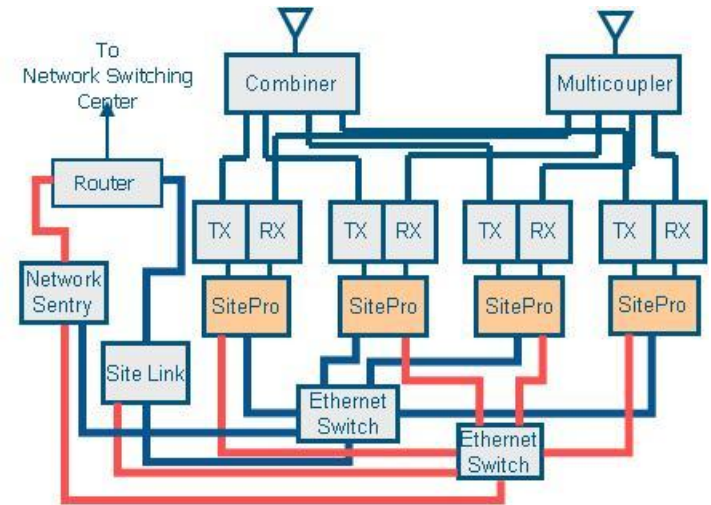 To
Network Switching
Center
Combiner
Multicoupler
Router
TX RX TX RX TX RX TX RX
Network
Sentry
SitePro SitePro SitePro SitePro
Site Link
Ethernet
Switch
Ethernet
Switch